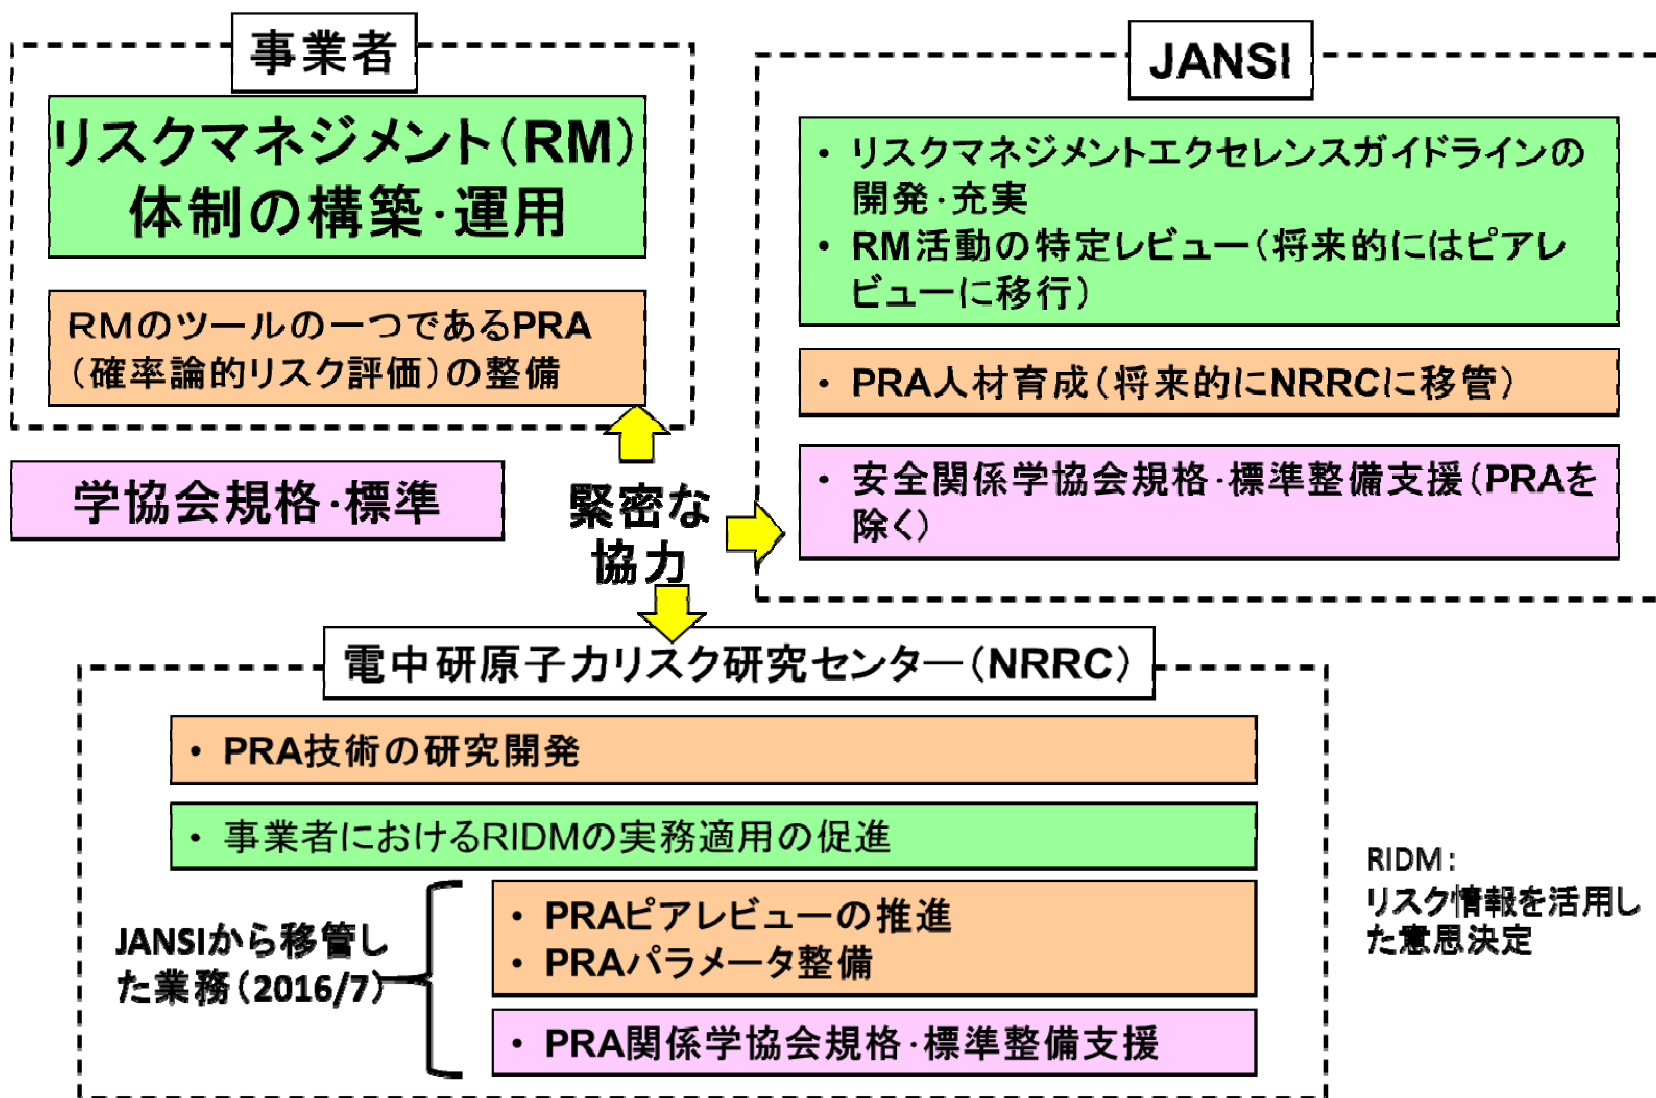 事業者
リスクマネジメント(RM)
体制の構築・運用
RMのツールの一つであるPRA
(確率論的リスク評価)の整備
学協会規格・標準
緊密な
協力
JANSI
・ リスクマネジメントエクセレンスガイドラインの
開発・充実
・ RM活動の特定レビュー(将来的にはピアレ
ビューに移行)
・ PRA人材育成(将来的にNRRCに移管)
・ 安全関係学協会規格・標準整備支援(PRAを
除く)
電中研原子力リスク研究センター(NRRC)
・ PRA技術の研究開発
・ 事業者におけるRIDMの実務適用の促進
JANSIから移管し
た業務(2016/7)
・ PRAピアレビューの推進
・ PRAパラメータ整備
・ PRA関係学協会規格・標準整備支援
RIDM:
リスク情報を活用し
た意思決定